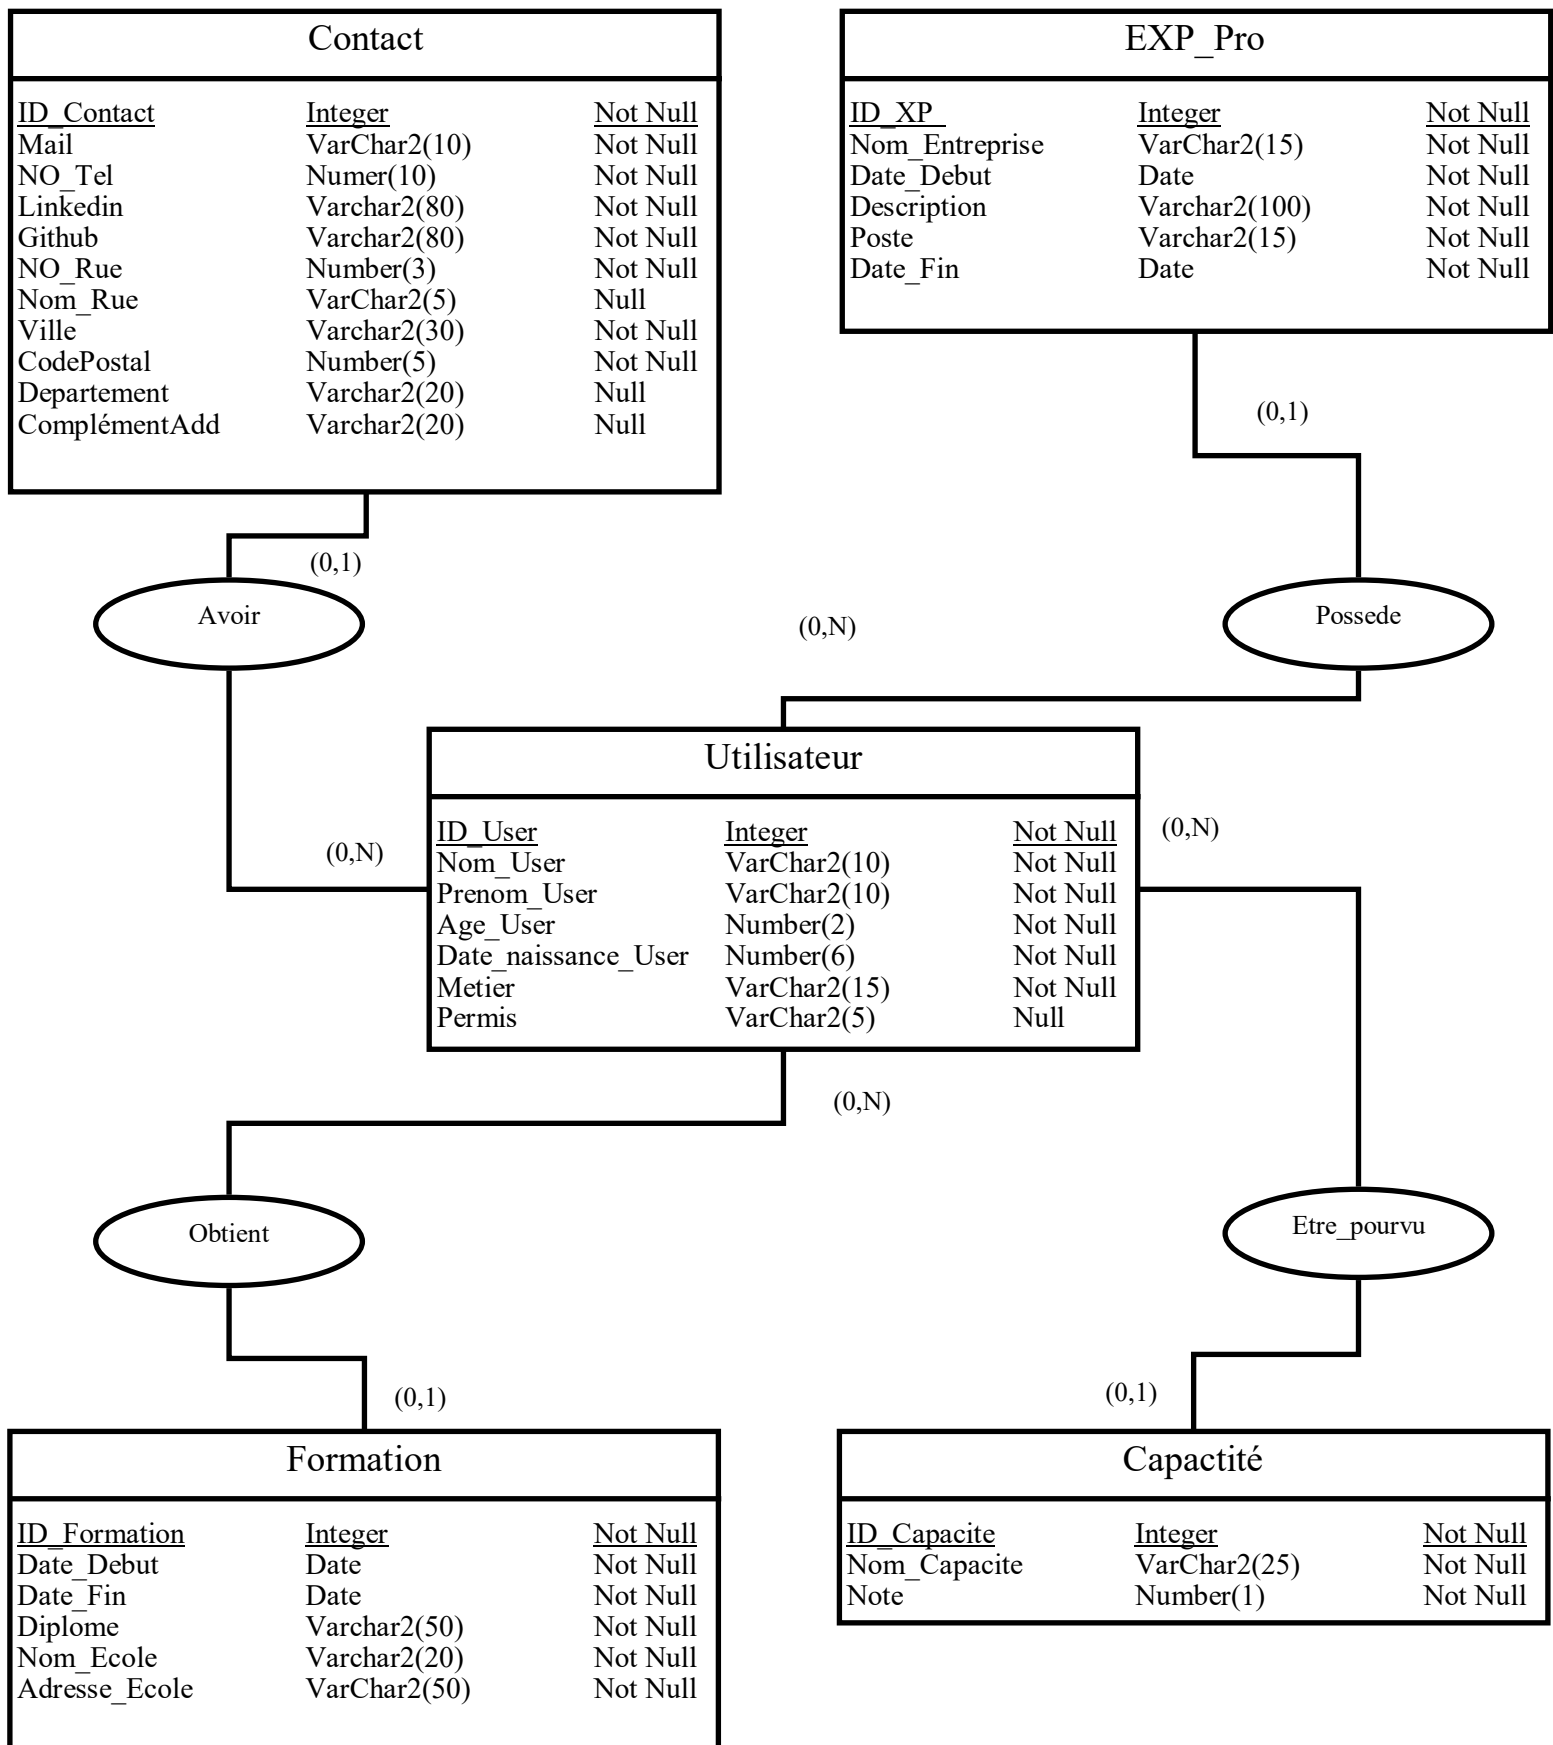 Contact
ID_Contact Integer Not Null
Mail VarChar2(10) Not Null
NO_Tel Numer(10) Not Null
Linkedin Varchar2(80) Not Null
Github Varchar2(80) Not Null
NO_Rue Number(3) Not Null
Nom_Rue VarChar2(5) Null
Ville Varchar2(30) Not Null
CodePostal Number(5) Not Null
Departement Varchar2(20) Null
ComplémentAdd Varchar2(20) Null
EXP_Pro
ID_XP Integer Not Null
Nom_Entreprise VarChar2(15) Not Null
Date_Debut Date Not Null
Description Varchar2(100) Not Null
Poste Varchar2(15) Not Null
Date_Fin Date Not Null
(0,1)
(0,1)
Avoir
Possede
(0,N)
Utilisateur
ID_User Integer Not Null
Nom_User VarChar2(10) Not Null
Prenom_User VarChar2(10) Not Null
Age_User Number(2) Not Null
Date_naissance_User Number(6) Not Null
Metier VarChar2(15) Not Null
Permis VarChar2(5) Null
(0,N)
(0,N)
(0,N)
Obtient
Etre_pourvu
(0,1)
(0,1)
Formation
ID_Formation Integer Not Null
Date_Debut Date Not Null
Date_Fin Date Not Null
Diplome Varchar2(50) Not Null
Nom_Ecole Varchar2(20) Not Null
Adresse_Ecole VarChar2(50) Not Null
Capactité
ID_Capacite Integer Not Null
Nom_Capacite VarChar2(25) Not Null
Note Number(1) Not Null